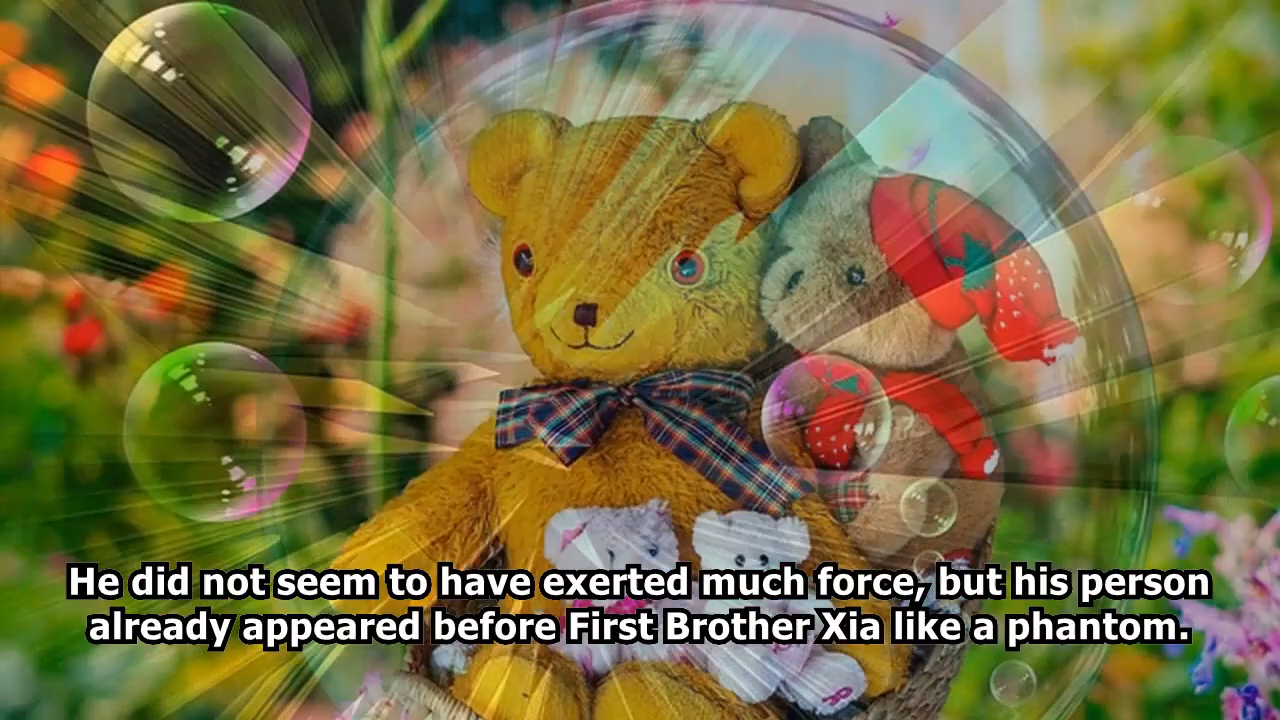 He did not seem to have exerted much force, but his person
already appeared before First Brother Xia like a phantom.